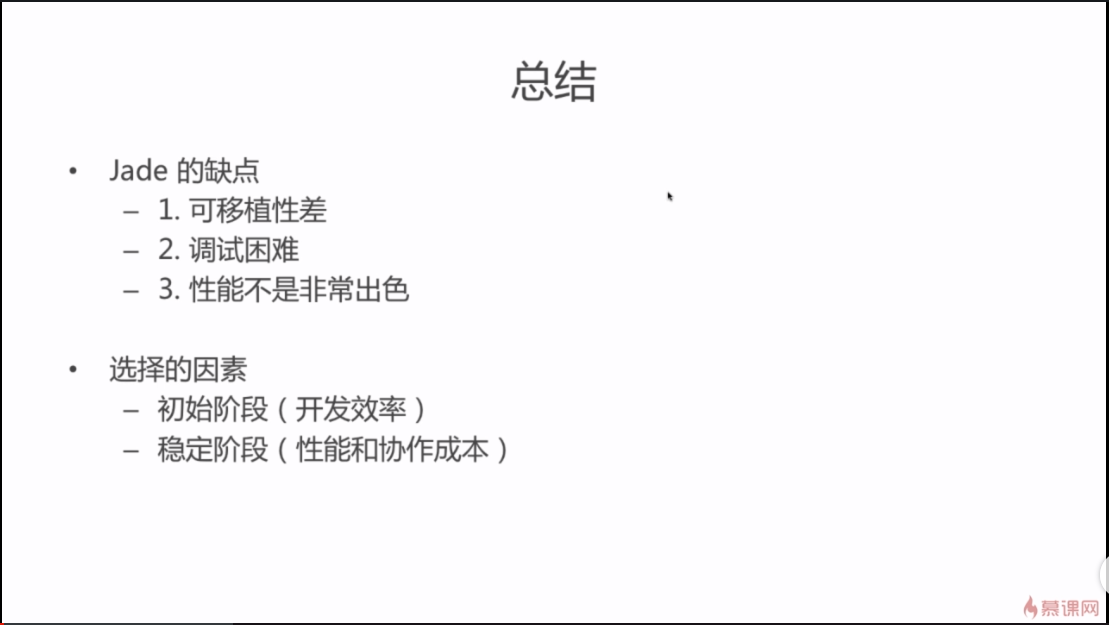 总结
• Jade 的缺点
– 1. 可移植性差
– 2. 调试困难
– 3. 性能不是非常出色
• 选择的因素
– 初始阶段（开发效率）
– 稳定阶段（性能和协作成本）
慕课网